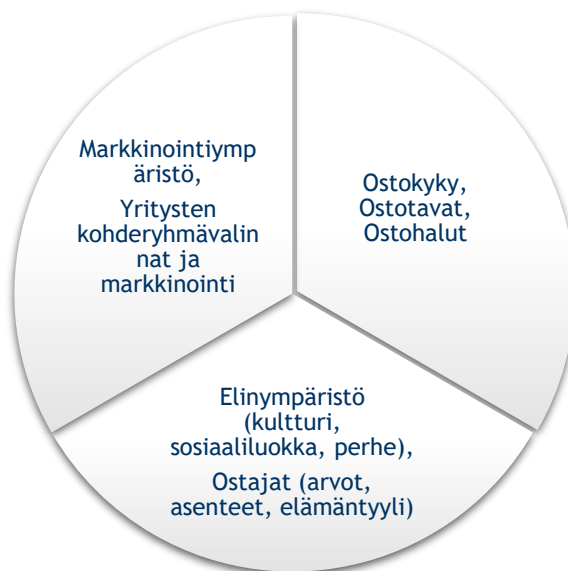 Markkinointiymp
äristö,
Yritysten
kohderyhmävalin
nat ja
markkinointi
Ostokyky,
Ostotavat,
Ostohalut
Elinympäristö
(kultturi,
sosiaaliluokka, perhe),
Ostajat (arvot,
asenteet, elämäntyyli)